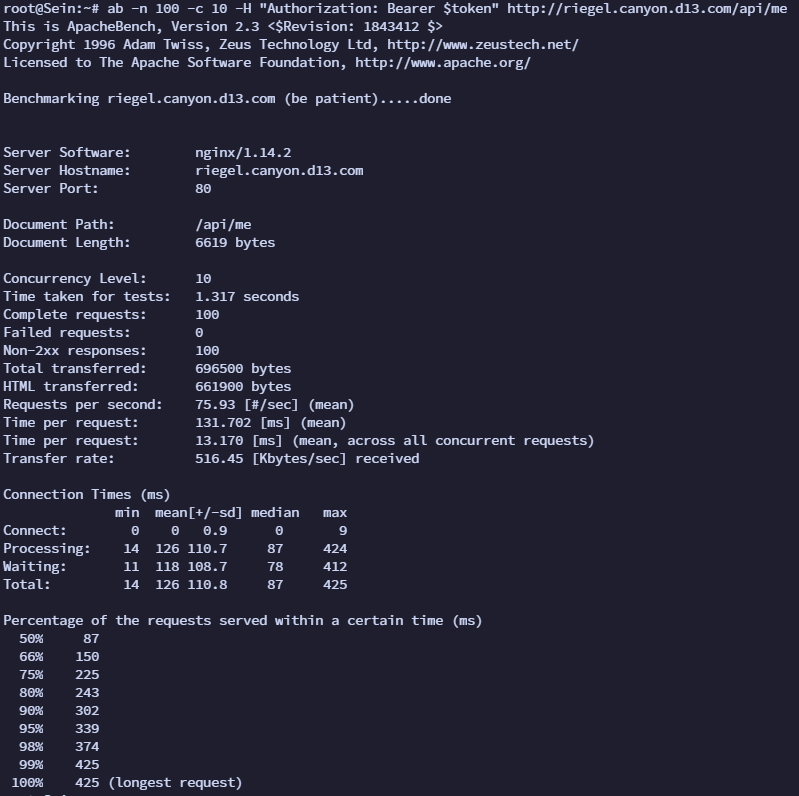 root@Sein:~# ab -n 100 -c 10 -H "Authorization: Bearer $token" http://riegel.canyon.d13.com/api/me
This is ApacheBench, Version 2.3 <$Revision: 1843412 $>
Copyright 1996 Adam Twiss, Zeus Technology Ltd, http://www.zeustech.net/
Licensed to The Apache Software Foundation, http://www.apache.org/

Benchmarking riegel.canyon.d13.com (be patient).....done


Server Software:        nginx/1.14.2
Server Hostname:        riegel.canyon.d13.com
Server Port:            80

Document Path:          /api/me
Document Length:        6619 bytes

Concurrency Level:      10
Time taken for tests:   1.317 seconds
Complete requests:      100
Failed requests:        0
Non-2xx responses:      100
Total transferred:      696500 bytes
HTML transferred:       661900 bytes
Requests per second:    75.93 [#/sec] (mean)
Time per request:       131.702 [ms] (mean)
Time per request:       13.170 [ms] (mean, across all concurrent requests)
Transfer rate:          516.45 [Kbytes/sec] received

Connection Times (ms)
              min  mean[+/-sd] median   max
Connect:        0    0   0.9      0       9
Processing:    14  126 110.7     87     424
Waiting:       11  118 108.7     78     412
Total:         14  126 110.8     87     425

Percentage of the requests served within a certain time (ms)
  50%     87
  66%    150
  75%    225
  80%    243
  90%    302
  95%    339
  98%    374
  99%    425
 100%    425 (longest request)